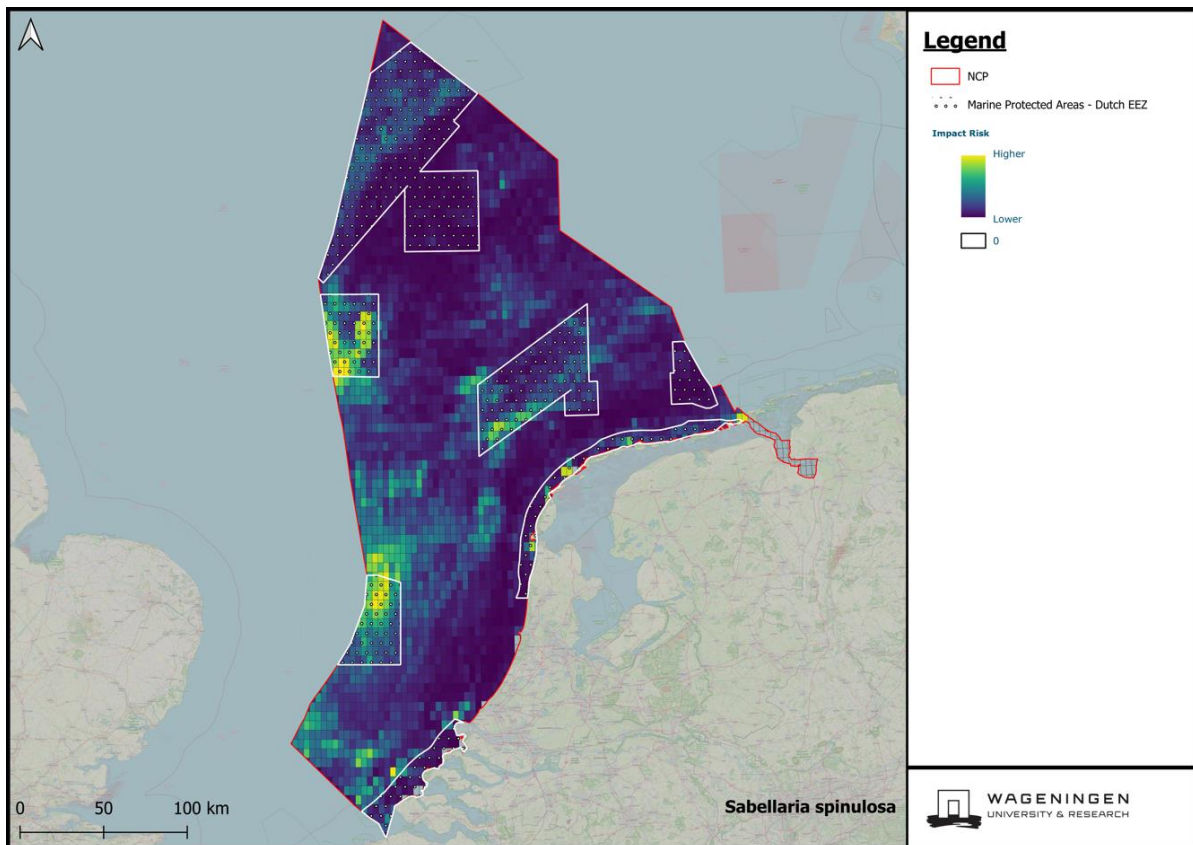 Legend
NCP
Marine Protected Areas - Dutch EEZ
Impact Risk
Higher
Lower
0
0 50 100 km
Sabellaria spinulosa
WAGENINGEN
UNIVERSITY & RESEARCH